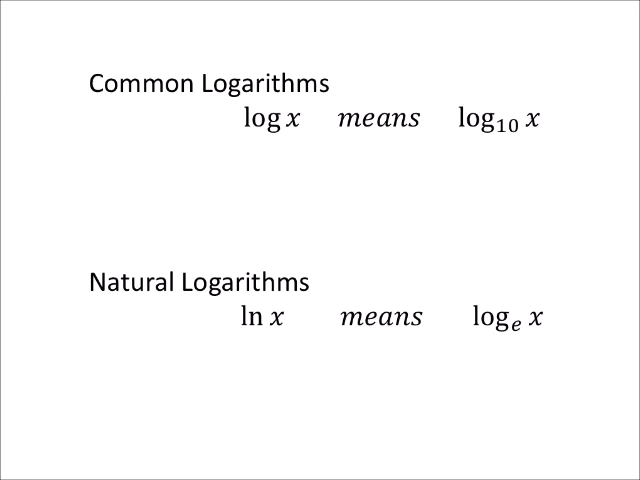 Common Logarithms
log x means log₁₀ x
Natural Logarithms
ln x means logₑ x